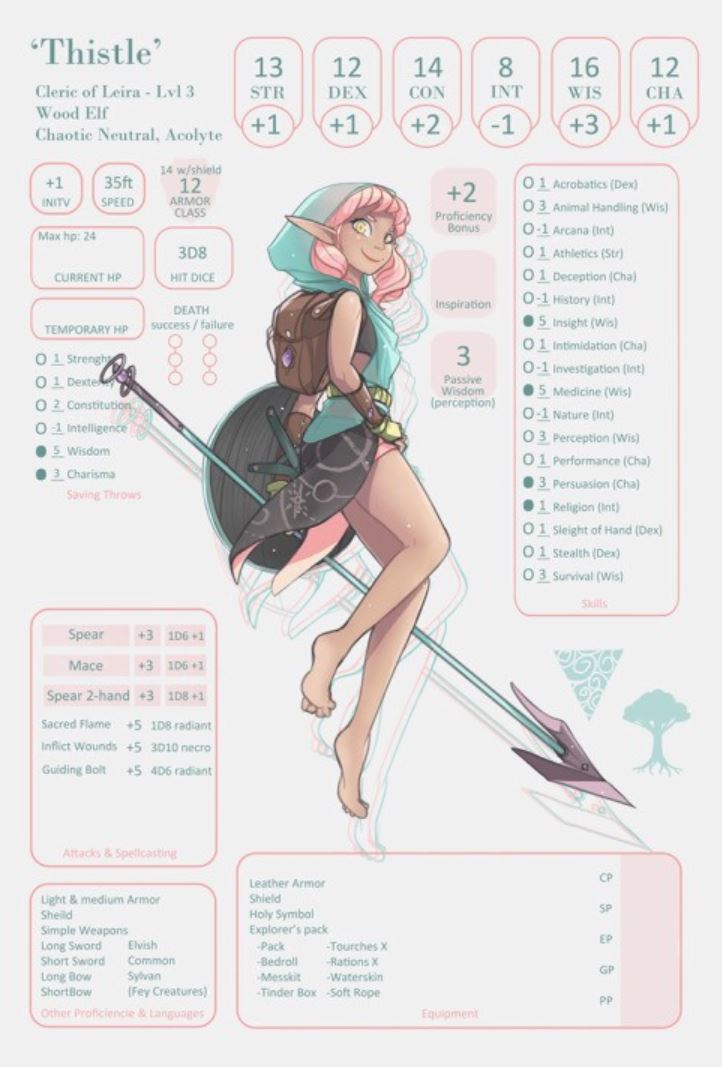 ‘Thistle’
Cleric of Leira - Lvl 3
Wood Elf
Chaotic Neutral, Acolyte
13
STR
+1
12
DEX
+1
14
CON
+2
8
INT
-1
16
WIS
+3
12
CHA
+1
+1
INITV
35ft
SPEED
14 w/shield
12
ARMOR
CLASS
Max hp: 24
CURRENT HP
3D8
HIT DICE
TEMPORARY HP
DEATH
success / failure
O 1 Strenght
O 1 Dexterity
O 2 Constitution
O -1 Intelligence
5 Wisdom
3 Charisma
Saving Throws
+2
Proficiency
Bonus
Inspiration
3
Passive
Wisdom
(perception)
O 1 Acrobatics (Dex)
O 3 Animal Handling (Wis)
O -1 Arcana (Int)
O 1 Athletics (Str)
O 1 Deception (Cha)
O -1 History (Int)
5 Insight (Wis)
O 1 Intimidation (Cha)
O -1 Investigation (Int)
5 Medicine (Wis)
O -1 Nature (Int)
O 3 Perception (Wis)
O 1 Performance (Cha)
3 Persuasion (Cha)
1 Religion (Int)
O 1 Sleight of Hand (Dex)
O 1 Stealth (Dex)
O 3 Survival (Wis)
Skills
Spear +3 1D6 +1
Mace +3 1D6 +1
Spear 2-hand +3 1D8 +1
Sacred Flame +5 1D8 radiant
Inflict Wounds +5 3D10 necro
Guiding Bolt +5 4D6 radiant
Attacks & Spellcasting
Light & medium Armor
Sheild
Simple Weapons
Long Sword Elvish
Short Sword Common
Long Bow Sylvan
ShortBow (Fey Creatures)
Other Proficiencie & Languages
Leather Armor
Shield
Holy Symbol
Explorer's pack
-Pack -Tourches X
-Bedroll -Rations X
-Messkit -Waterskin
-Tinder Box -Soft Rope
Equipment
CP
SP
EP
GP
PP